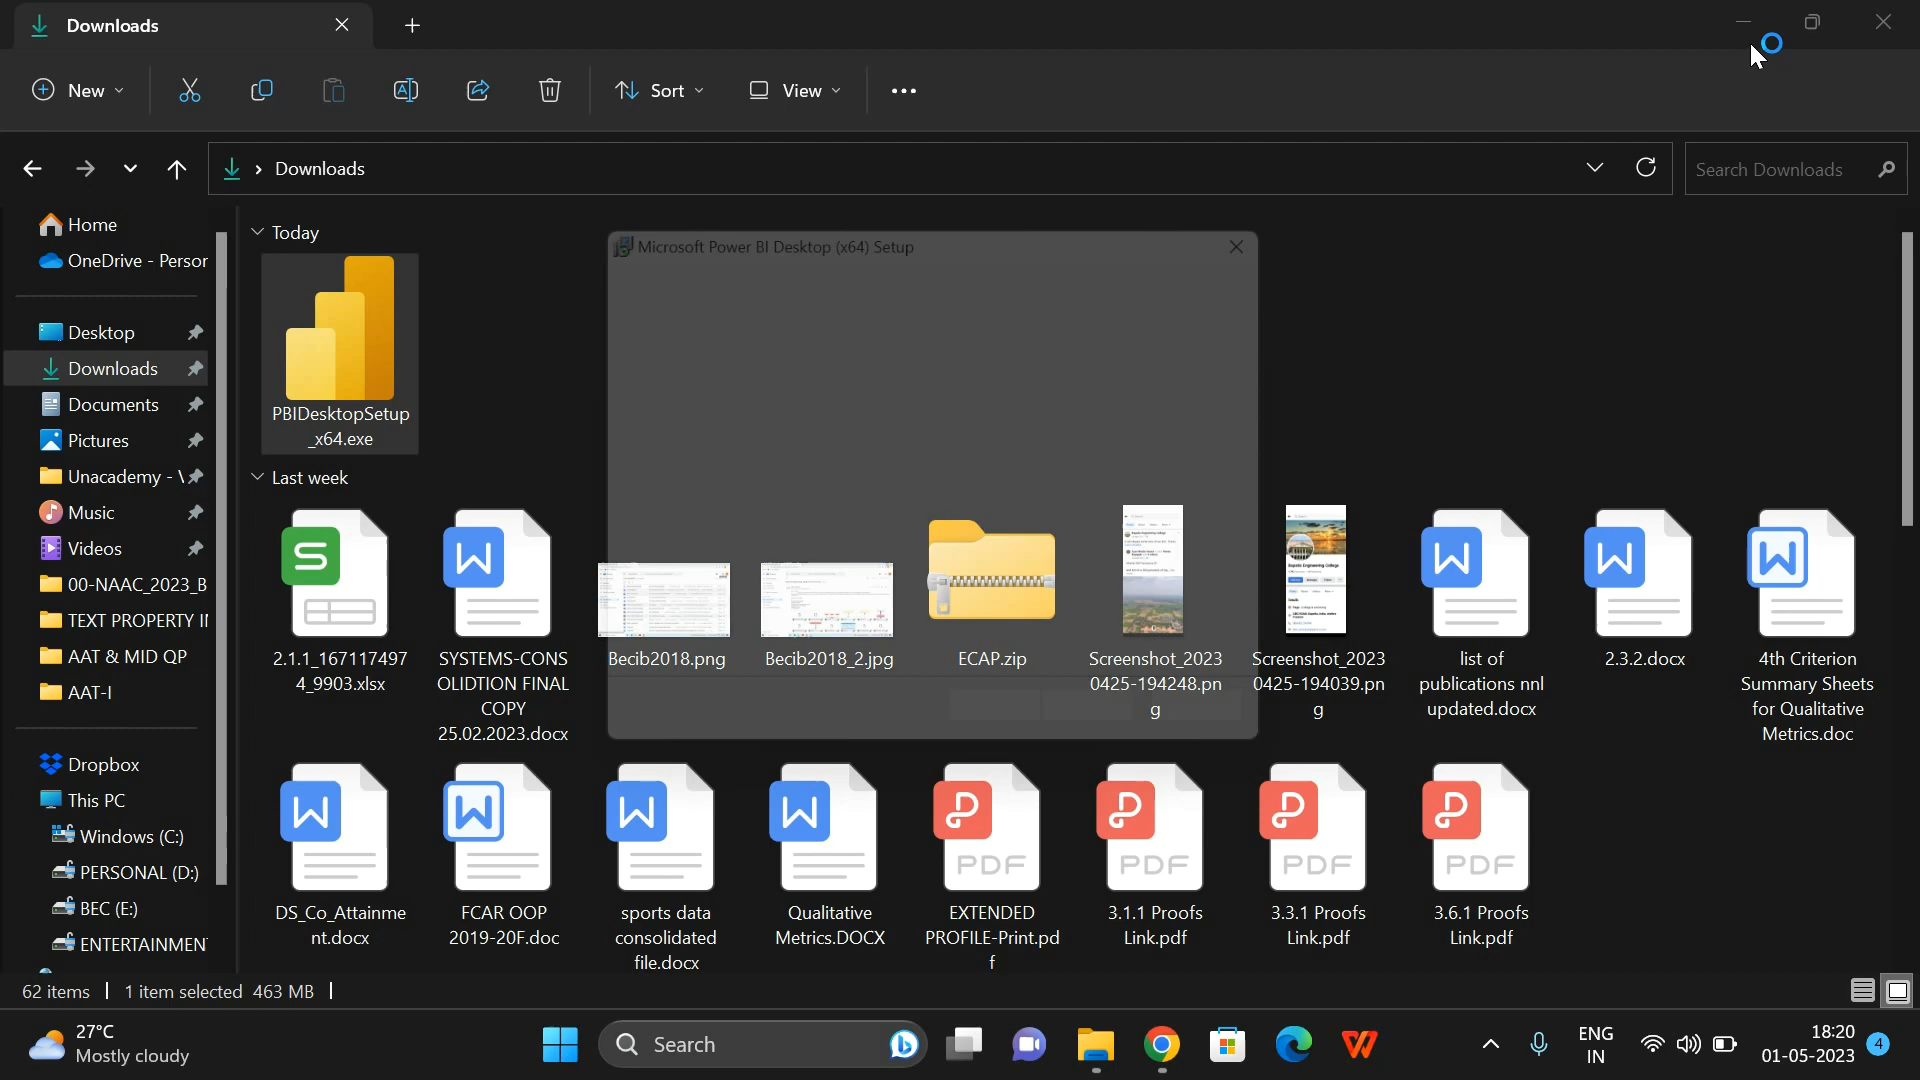 Downloads
New
Sort
View
Downloads
Search Downloads
Home
OneDrive - Persor
Desktop
Downloads
Documents
Pictures
Unacademy - \
Music
Videos
00-NAAC_2023_B
TEXT PROPERTY II
AAT & MID QP
AAT-I
Dropbox
This PC
Windows (C:)
PERSONAL (D:)
BEC (E:)
ENTERTAINMEN
Today
PBIDesktopSetup
_x64.exe
Microsoft Power BI Desktop (x64) Setup
Last week
2.1.1_167117497
4_9903.xlsx
SYSTEMS-CONS
OLIDTION FINAL
COPY
25.02.2023.docx
Becib2018.png
Becib2018_2.jpg
ECAP.zip
Screenshot_2023
0425-194248.pn
g
Screenshot_2023
0425-194039.pn
g
list of
publications nnl
updated.docx
2.3.2.docx
4th Criterion
Summary Sheets
for Qualitative
Metrics.doc
DS_Co_Attainme
nt.docx
FCAR OOP
2019-20F.doc
sports data
consolidated
file.docx
Qualitative
Metrics.DOCX
PDF
EXTENDED
PROFILE-Print.pd
f
PDF
3.1.1 Proofs
Link.pdf
PDF
3.3.1 Proofs
Link.pdf
PDF
3.6.1 Proofs
Link.pdf
62 items
1 item selected 463 MB
27°C
Mostly cloudy
Search
ENG
IN
18:20
01-05-2023
4